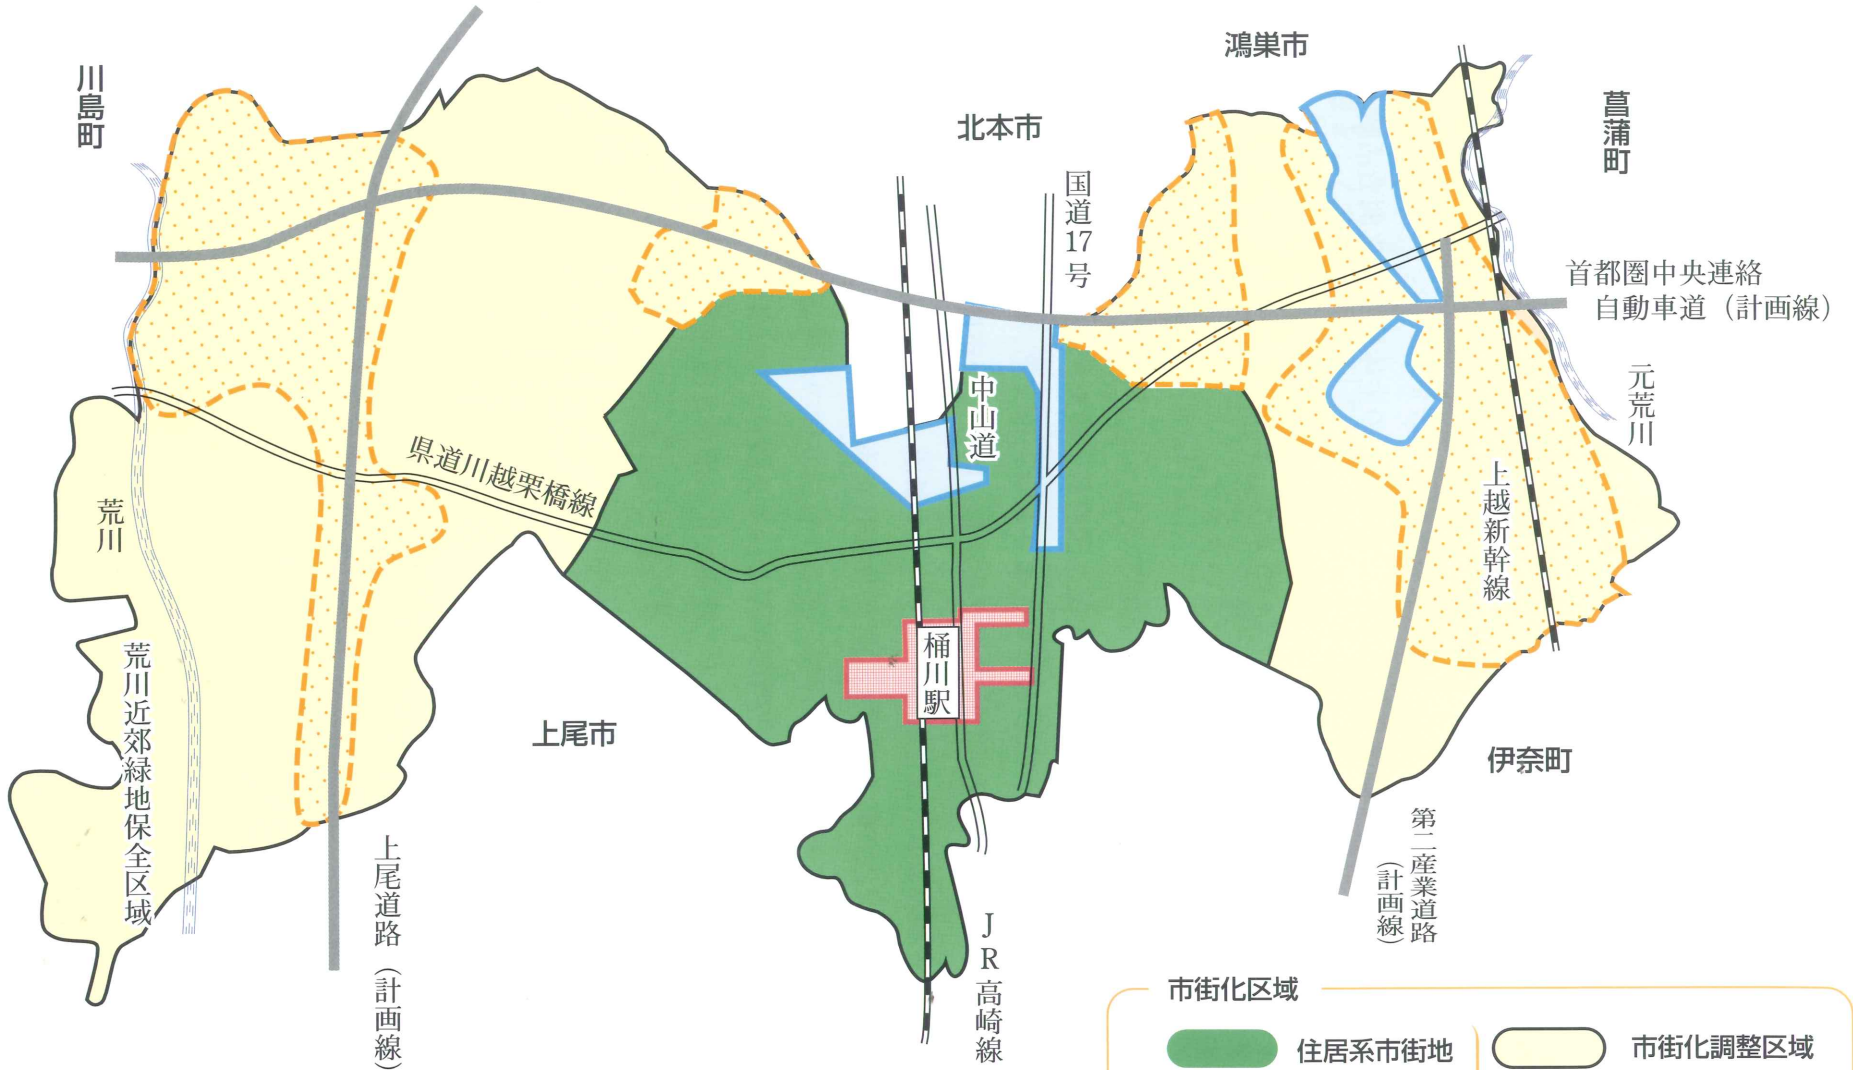 鴻巣市
川島町
北本市
菖蒲町
国道17号
首都圏中央連絡
自動車道（計画線）
中山道
元荒川
県道川越栗橋線
上越新幹線
荒川
桶川駅
荒川近郊緑地保全区域
上尾市
伊奈町
第二産業道路
（計画線）
上尾道路（計画線）
JR高崎線
市街化区域
住居系市街地
市街化調整区域